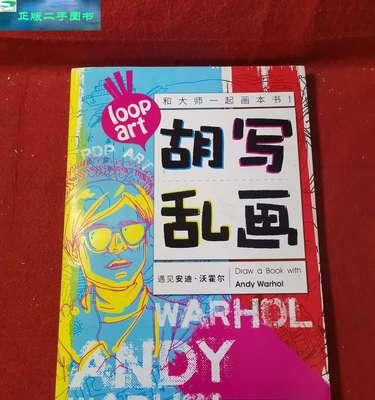 正版二手图书
loop
art
和大师一起画本书！
POP ART
胡写
乱画
遇见安迪·沃霍尔
Draw a Book with
Andy Warhol
WARHOL
ANDY